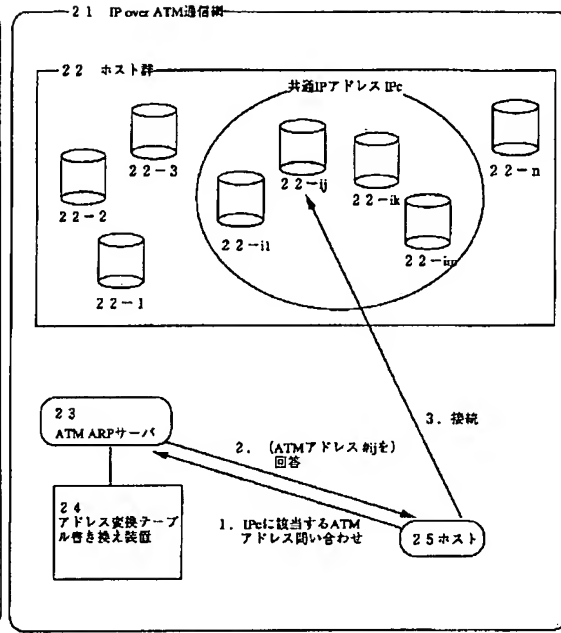 21 IP over ATM通信網
22 ホスト群
共通IPアドレス IPc
22-3
22-ij
22-ik
22-n
22-2
22-i1
22-im
22-1
23
ATM ARPサーバ
3. 接続
2. (ATMアドレス #ijを)
回答
24
アドレス変換テーブ
ル書き換え装置
1. IPcに該当するATM
アドレス問い合わせ
25ホスト